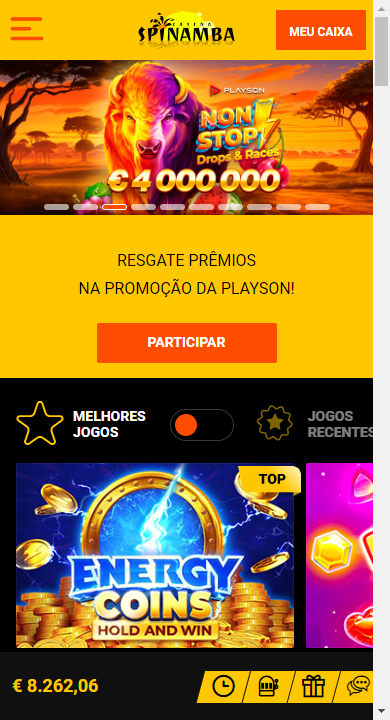 CASINO
SPINAMBA
MEU CAIXA
PLAYSON
NON
STOP
Drops & Races
€ 4 000 000
RESGATE PRÊMIOS
NA PROMOÇÃO DA PLAYSON!
PARTICIPAR
MELHORES
JOGOS
JOGOS
RECENTES
TOP
ENERGY
COINS
HOLD AND WIN
€ 8.262,06